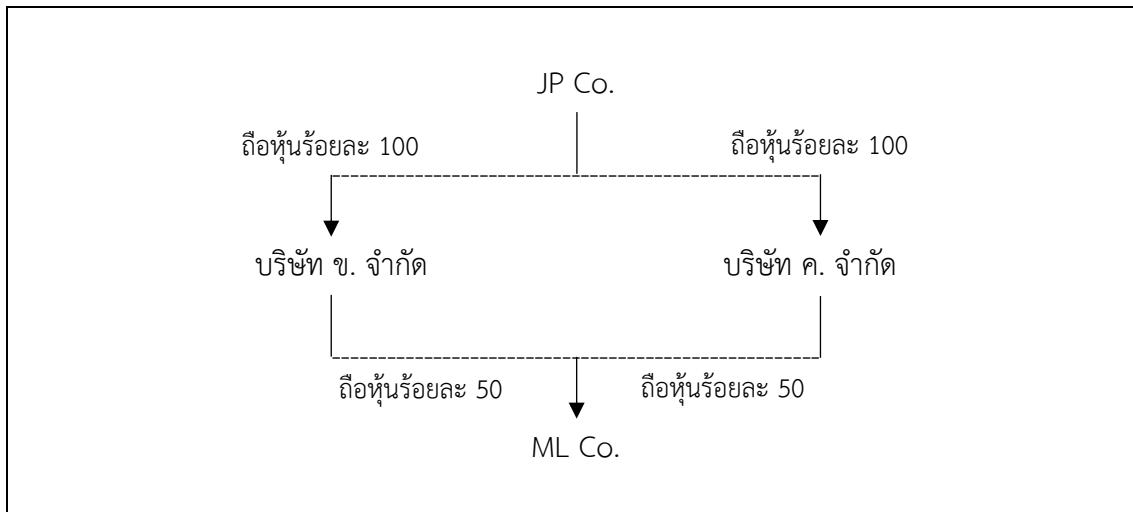 JP Co.
ถือหุ้นร้อยละ 100
ถือหุ้นร้อยละ 100
บริษัท ข. จำกัด
บริษัท ค. จำกัด
ถือหุ้นร้อยละ 50
ถือหุ้นร้อยละ 50
ML Co.